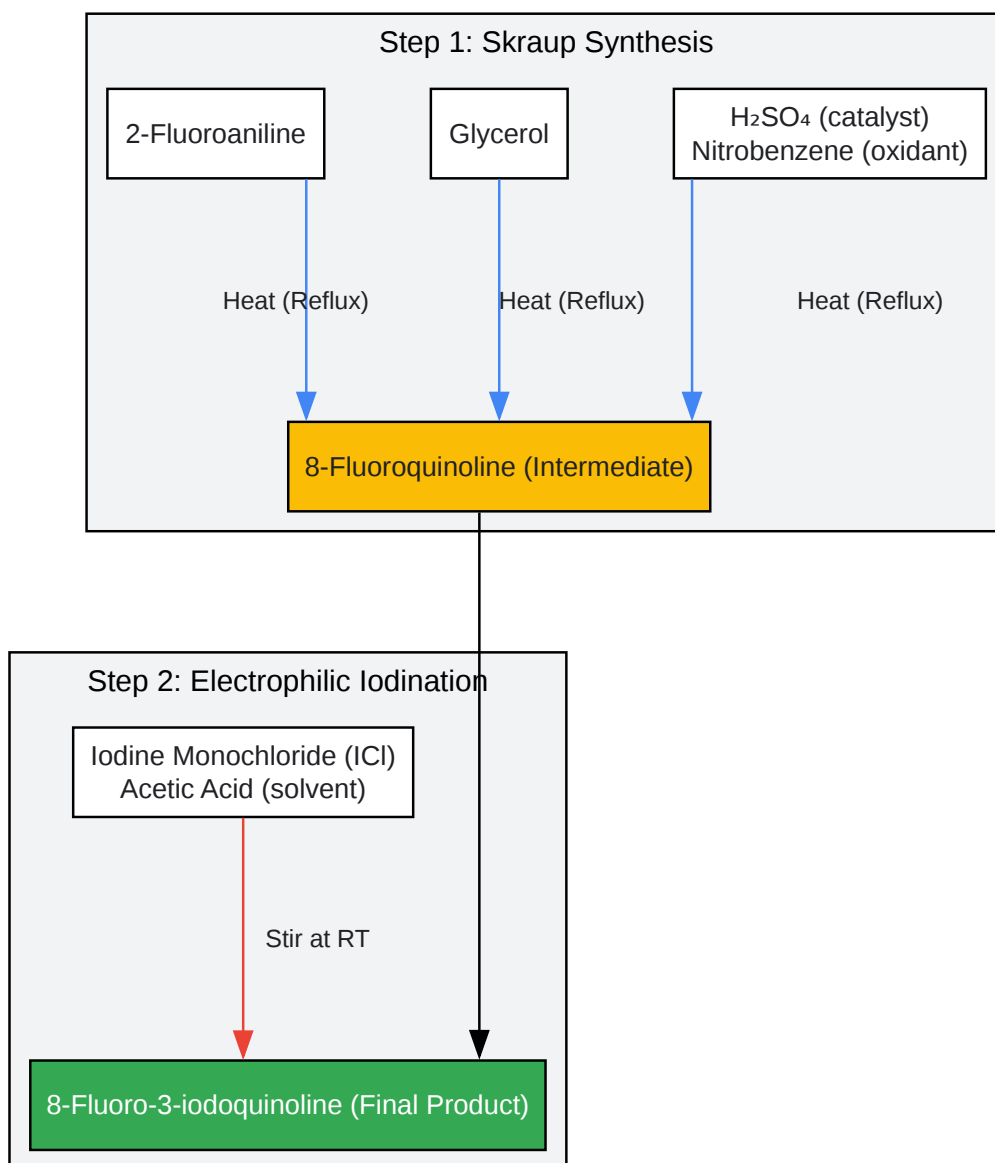 Step 1: Skraup Synthesis
2-Fluoroaniline
Glycerol
H₂SO₄ (catalyst)
Nitrobenzene (oxidant)
Heat (Reflux)
Heat (Reflux)
Heat (Reflux)
8-Fluoroquinoline (Intermediate)
Step 2: Electrophilic Iodination
Iodine Monochloride (ICl)
Acetic Acid (solvent)
Stir at RT
8-Fluoro-3-iodoquinoline (Final Product)